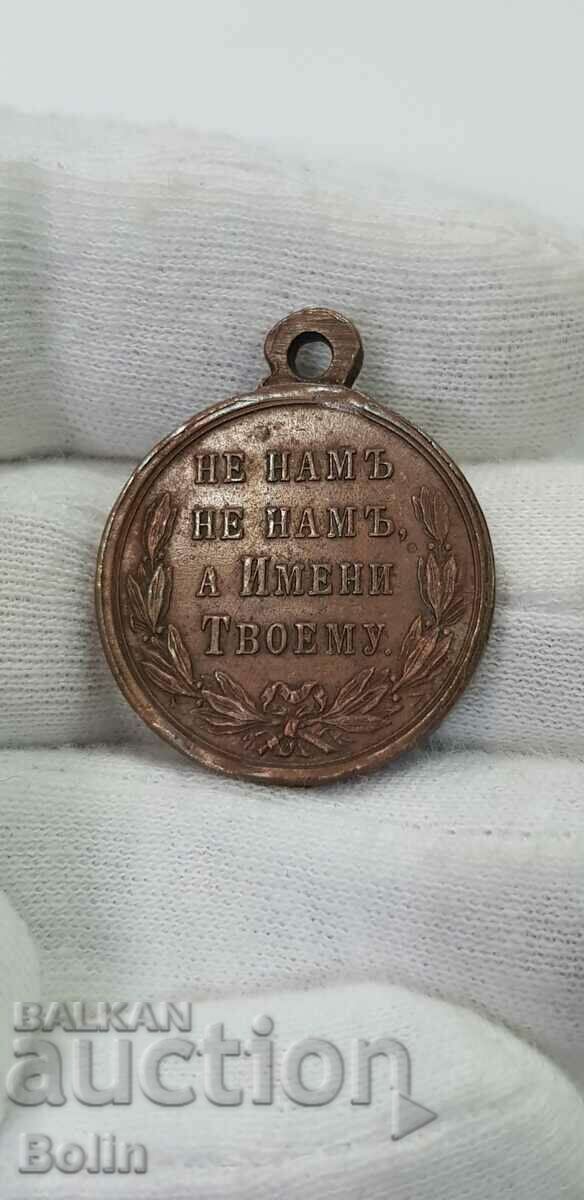 НЕ НАМЪ
НЕ НАМЪ,
А ИМЕНИ
ТВОЕМУ.
BALKAN
auction
Bolin